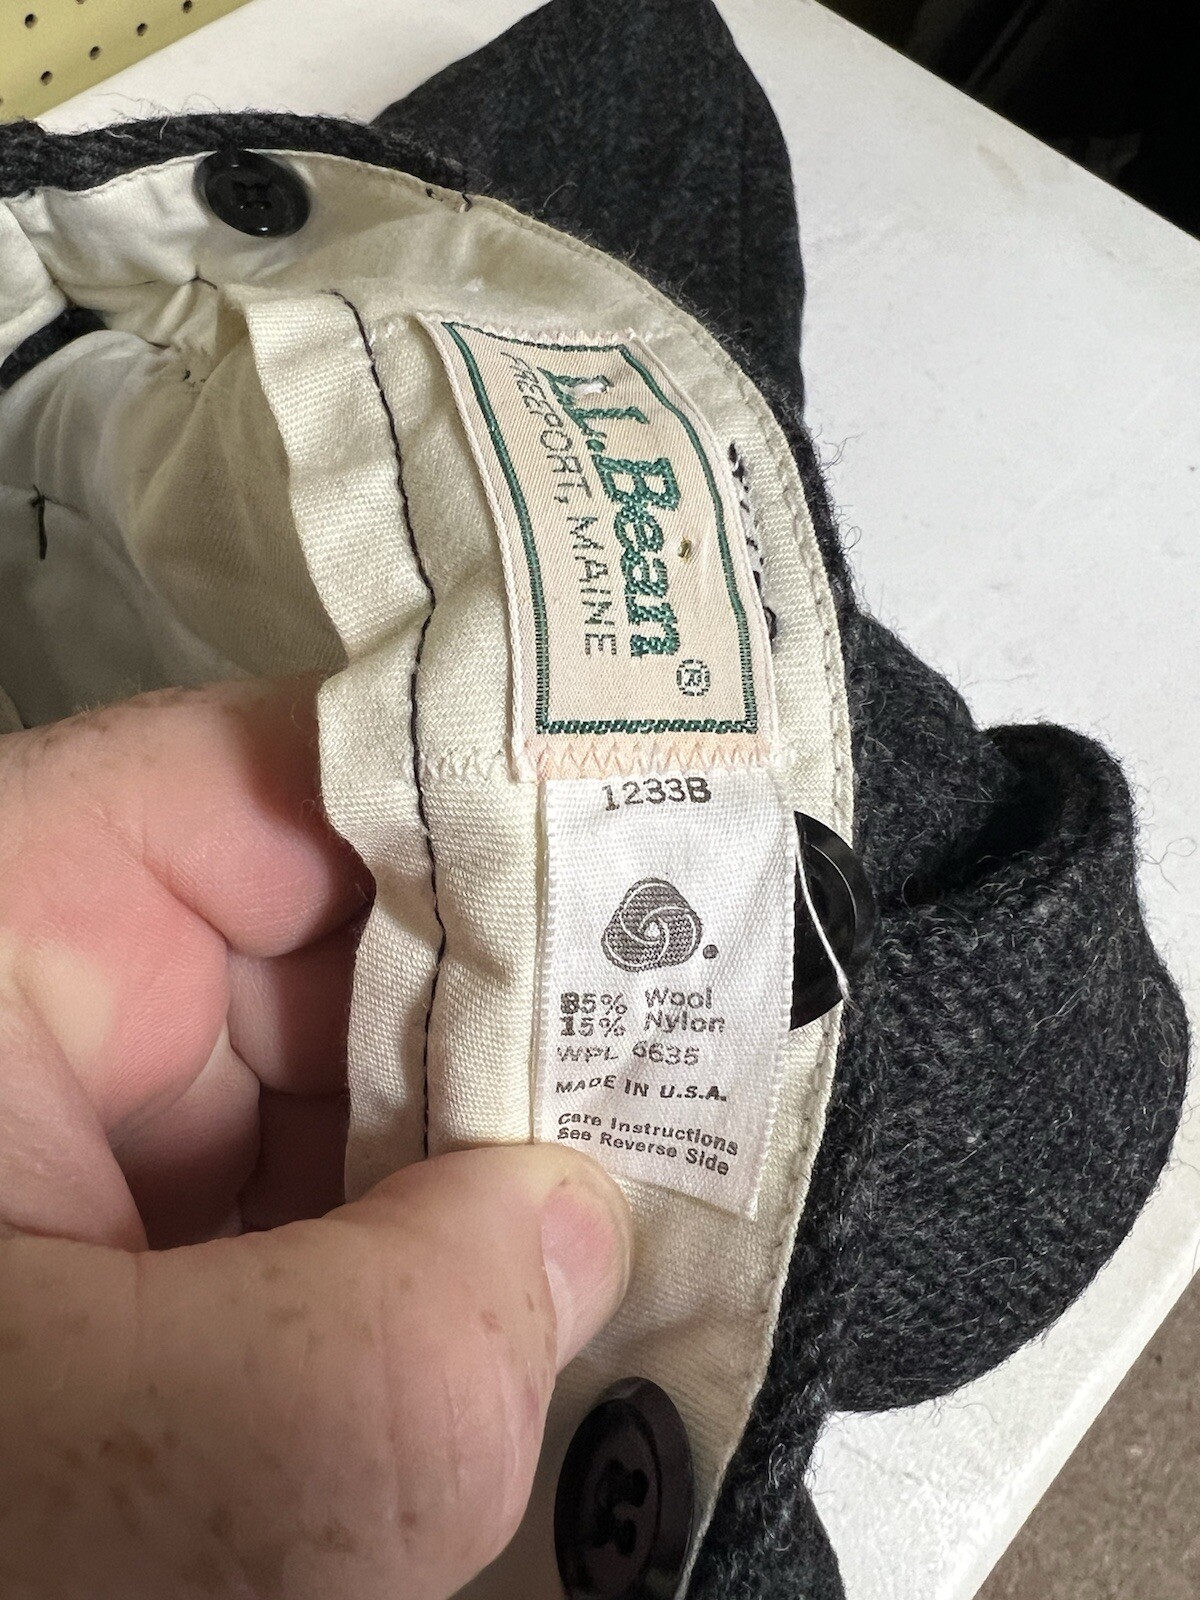 L.L.Bean®
FREEPORT, MAINE
1233B
85% Wool
15% Nylon
WPL 6635
MADE IN U.S.A.
Care Instructions
See Reverse Side